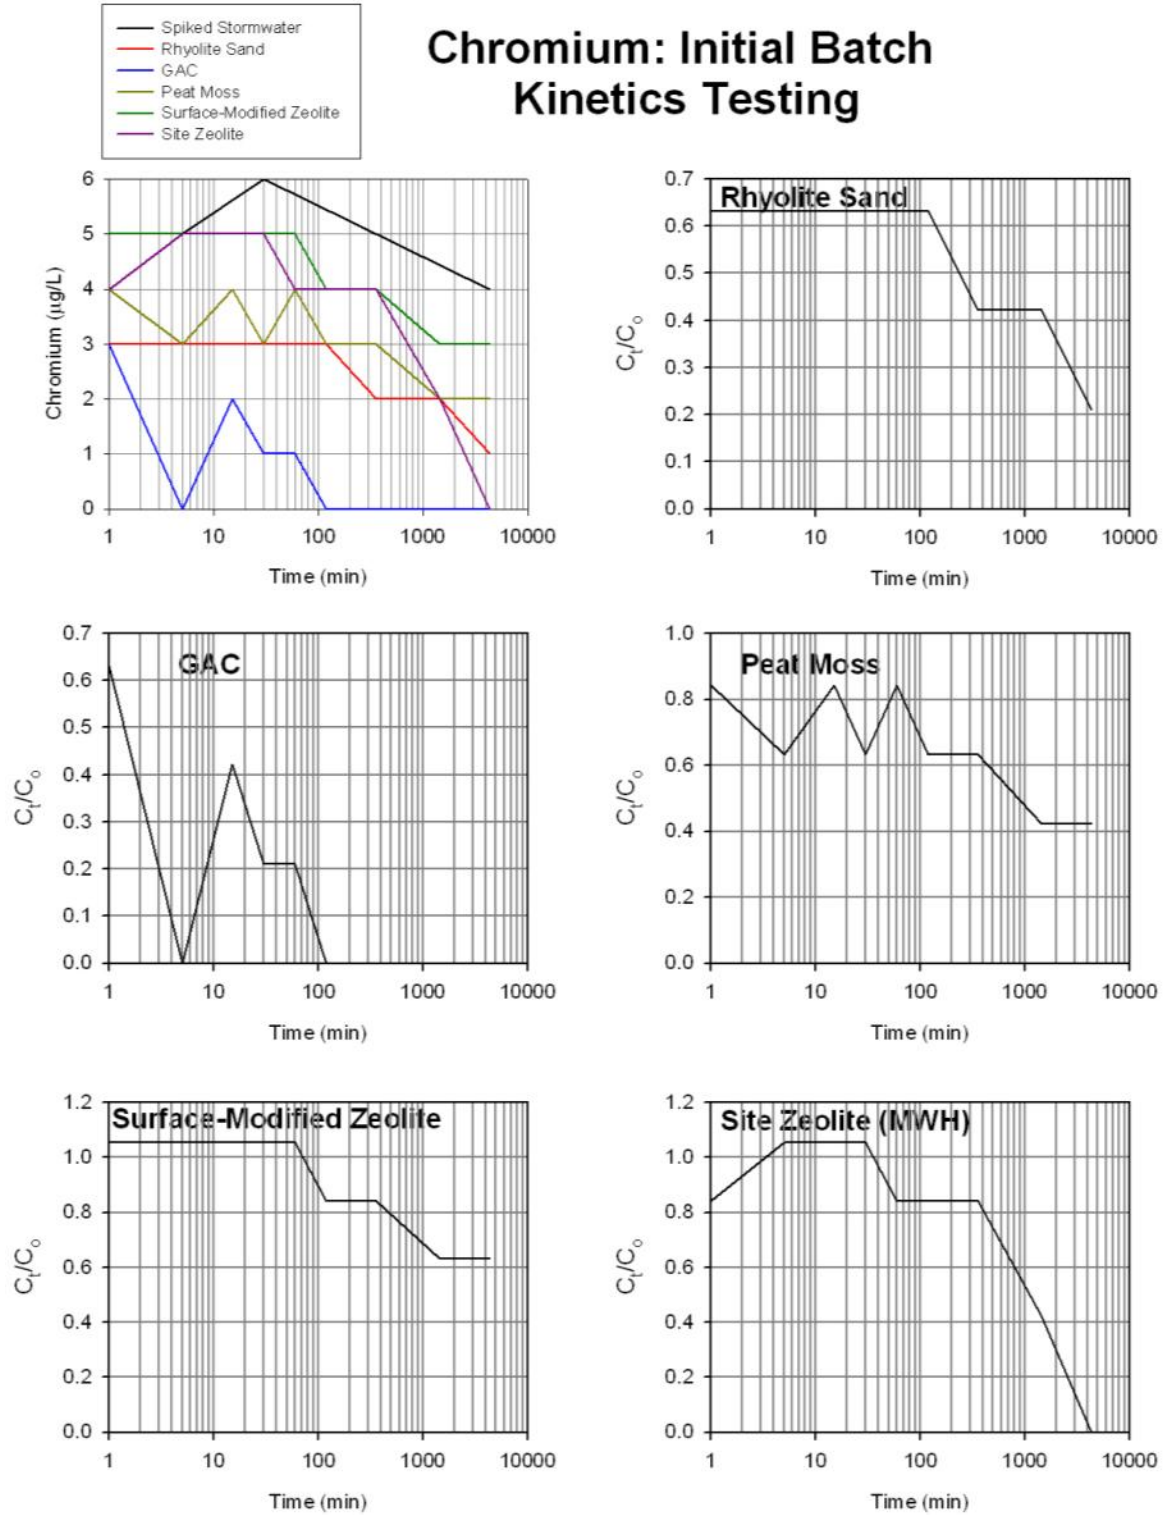 Spiked Stormwater
Rhyolite Sand
GAC
Peat Moss
Surface-Modified Zeolite
Site Zeolite
Chromium: Initial Batch
Kinetics Testing
6
5
4
3
2
1
0
Chromium (µg/L)
1 10 100 1000 10000
Time (min)
Rhyolite Sand
0.7
0.6
0.5
0.4
0.3
0.2
0.1
0.0
Ct/Co
1 10 100 1000 10000
Time (min)
GAC
0.7
0.6
0.5
0.4
0.3
0.2
0.1
0.0
Ct/Co
1 10 100 1000 10000
Time (min)
Peat Moss
1.0
0.8
0.6
0.4
0.2
0.0
Ct/Co
1 10 100 1000 10000
Time (min)
Surface-Modified Zeolite
1.2
1.0
0.8
0.6
0.4
0.2
0.0
Ct/Co
1 10 100 1000 10000
Time (min)
Site Zeolite (MWH)
1.2
1.0
0.8
0.6
0.4
0.2
0.0
Ct/Co
1 10 100 1000 10000
Time (min)